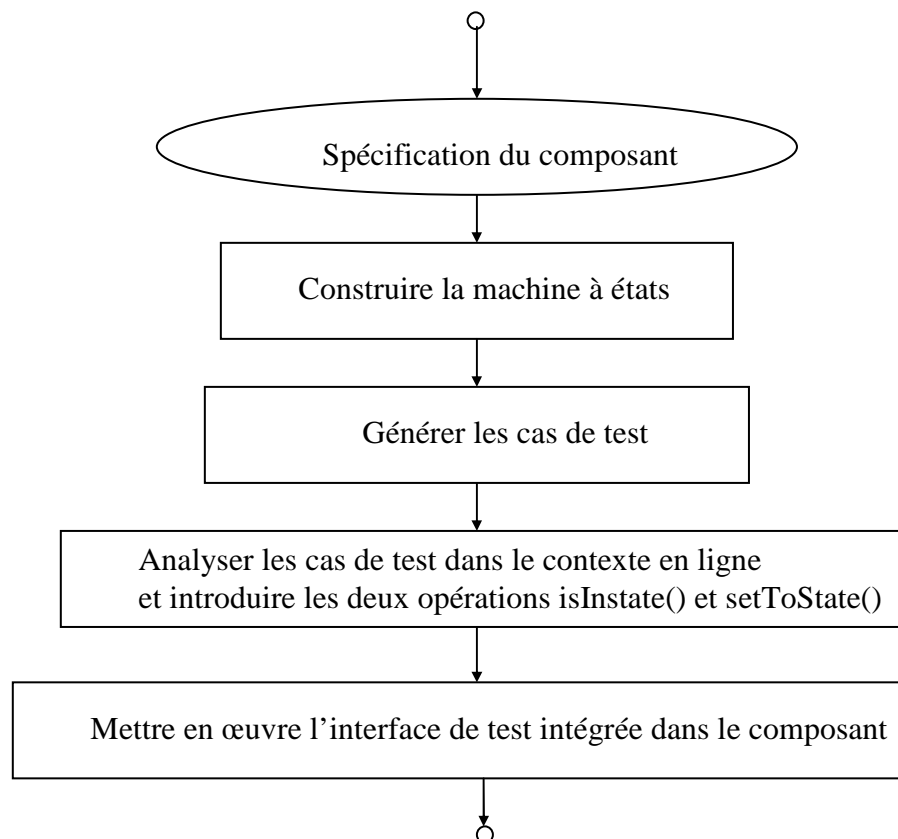 Spécification du composant
Construire la machine à états
Générer les cas de test
Analyser les cas de test dans le contexte en ligne
et introduire les deux opérations isInstate() et setToState()
Mettre en œuvre l’interface de test intégrée dans le composant